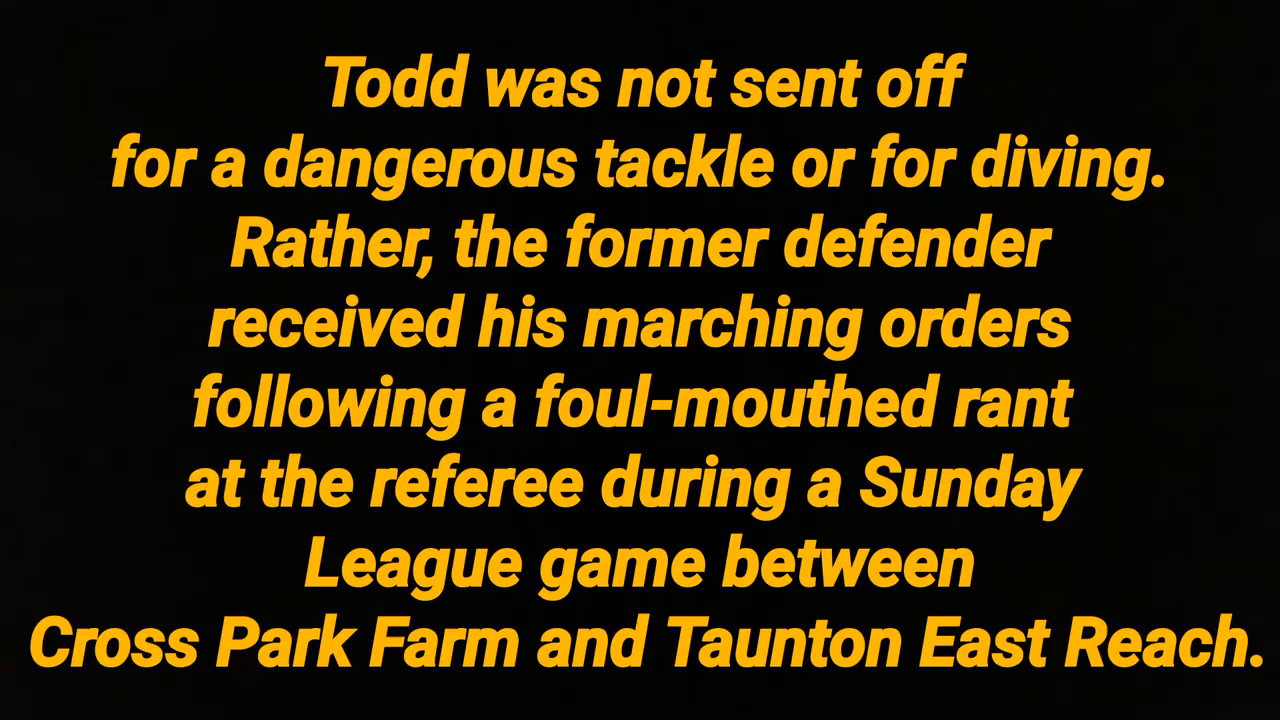 Todd was not sent off
for a dangerous tackle or for diving.
Rather, the former defender
received his marching orders
following a foul-mouthed rant
at the referee during a Sunday
League game between
Cross Park Farm and Taunton East Reach.